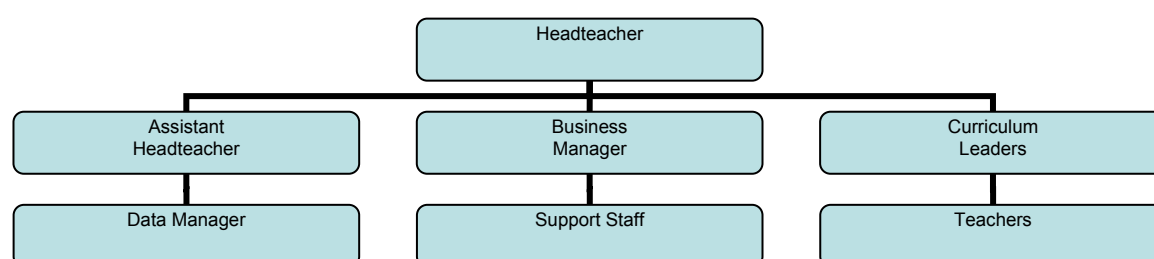 Headteacher
Assistant
Headteacher
Business
Manager
Curriculum
Leaders
Data Manager
Support Staff
Teachers